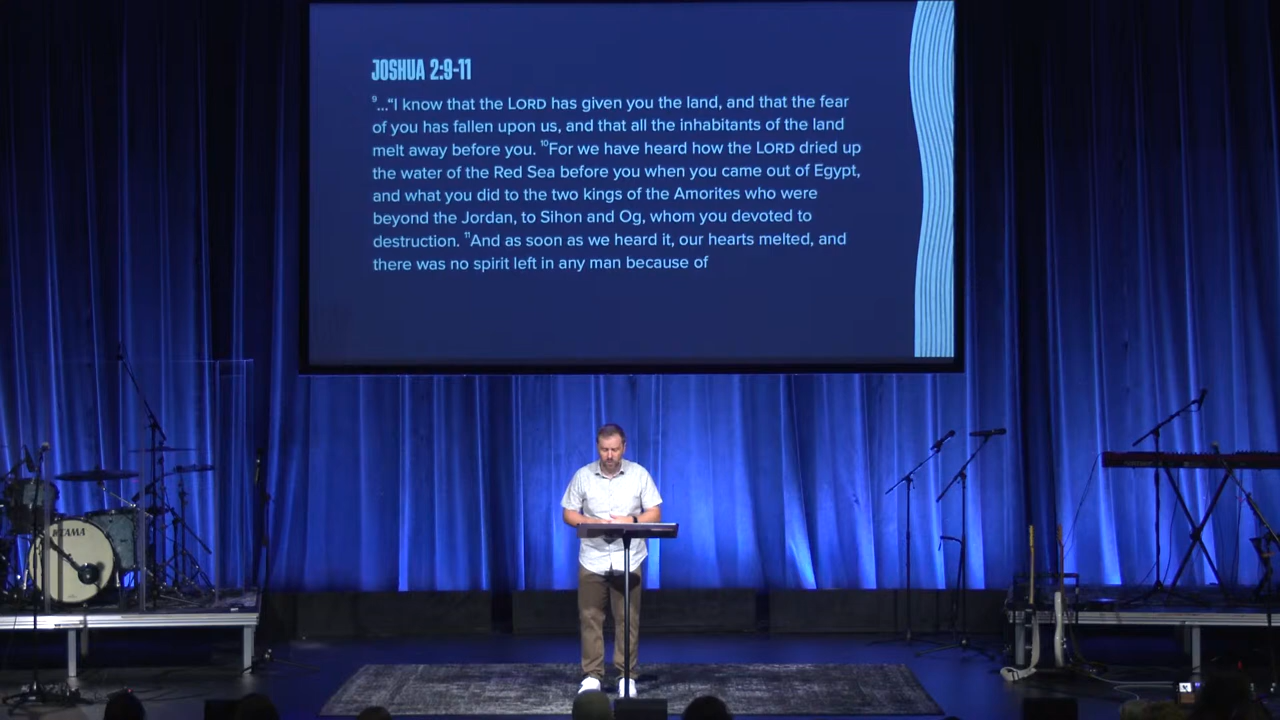 JOSHUA 2:9-11
⁹..."I know that the LORD has given you the land, and that the fear
of you has fallen upon us, and that all the inhabitants of the land
melt away before you. ¹⁰For we have heard how the LORD dried up
the water of the Red Sea before you when you came out of Egypt,
and what you did to the two kings of the Amorites who were
beyond the Jordan, to Sihon and Og, whom you devoted to
destruction. ¹¹And as soon as we heard it, our hearts melted, and
there was no spirit left in any man because of
TAMA